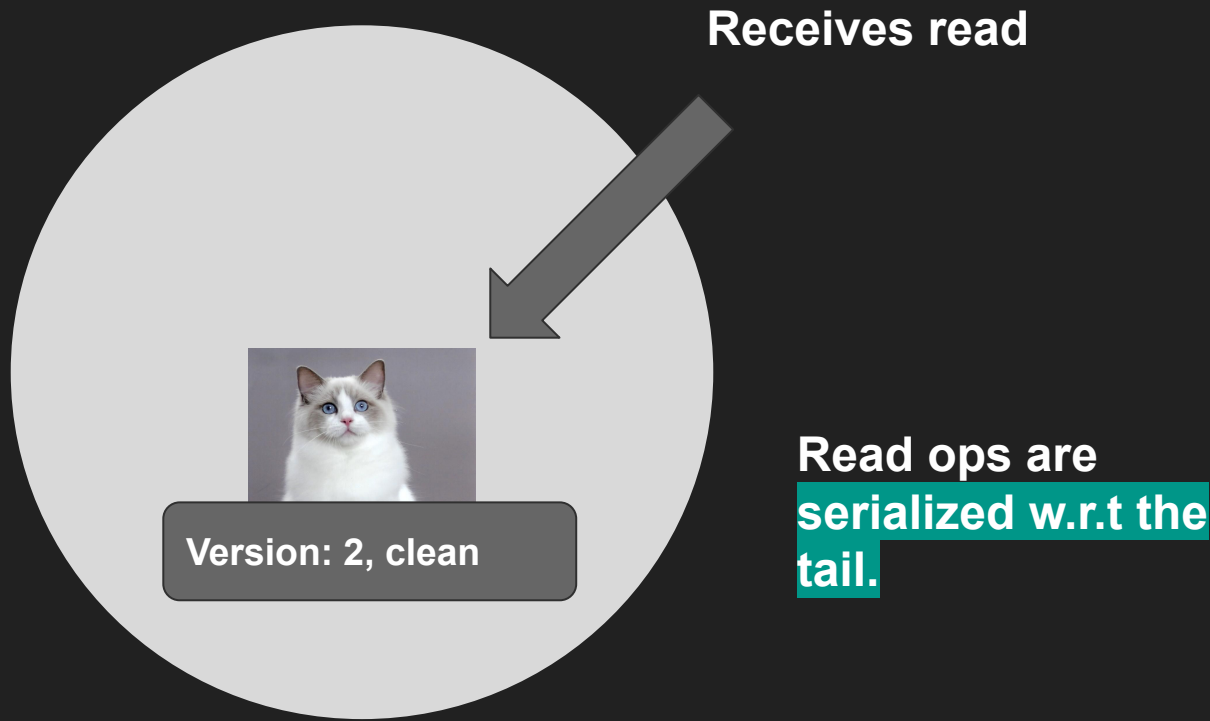 Receives read
Read ops are
serialized w.r.t the
tail.
Version: 2, clean